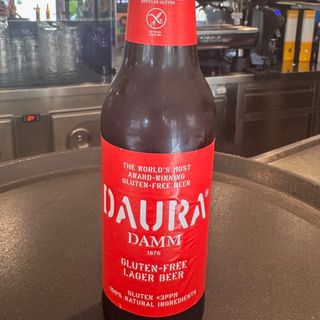 THE WORLD'S MOST
AWARD-WINNING
GLUTEN-FREE BEER
DAURA®
DAMM
1876
GLUTEN-FREE
LAGER BEER
GLUTEN <3PPM
100% NATURAL INGREDIENTS